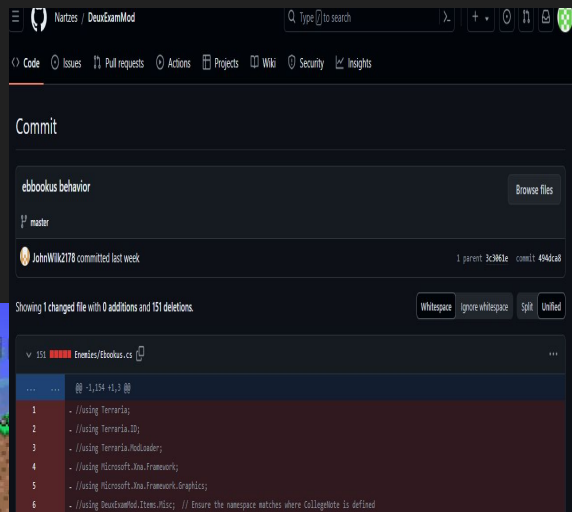 Nartzes / DeuxExamMod
Type / to search
Code Issues Pull requests Actions Projects Wiki Security Insights
Commit
ebbookus behavior
Browse files
master
JohnWilk2178 committed last week
1 parent 3c3061e commit 494dca8
Showing 1 changed file with 0 additions and 151 deletions.
Whitespace Ignore whitespace Split Unified
151 Enemies/Ebookus.cs
... ... @@ -1,154 +1,3 @@
1 - //using Terraria;
2 - //using Terraria.ID;
3 - //using Terraria.ModLoader;
4 - //using Microsoft.Xna.Framework;
5 - //using Microsoft.Xna.Framework.Graphics;
6 - //using DeuxExamMod.Items.Misc; // Ensure the namespace matches where CollegeNote is defined